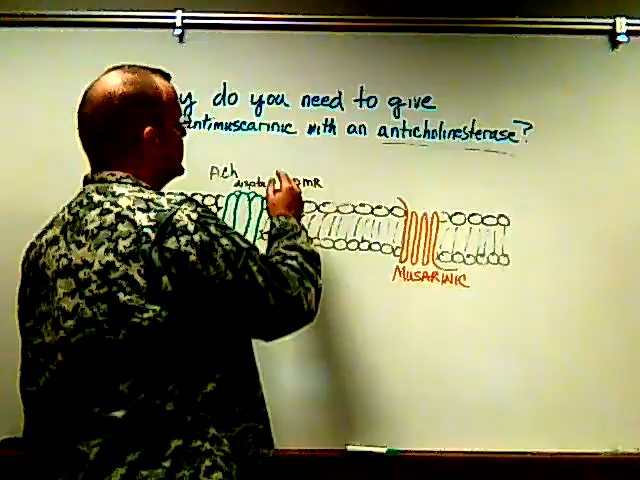 y do you need to give
antimuscarinic with an anticholinesterase?
Ach
MUSARINIC